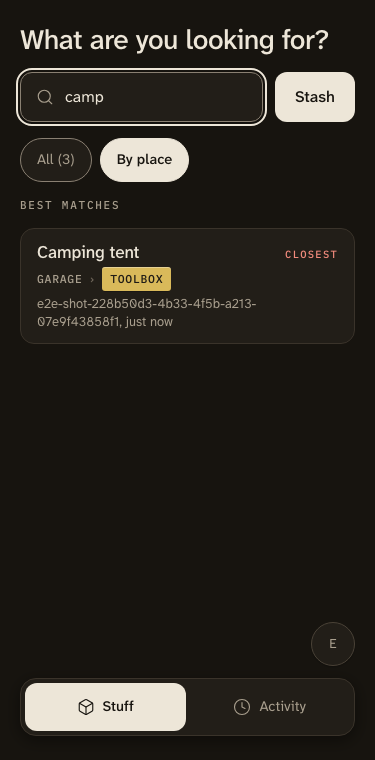 What are you looking for?
camp
Stash
All (3)
By place
BEST MATCHES
Camping tent
CLOSEST
GARAGE › TOOLBOX
e2e-shot-228b50d3-4b33-4f5b-a213-
07e9f43858f1, just now
E
Stuff
Activity